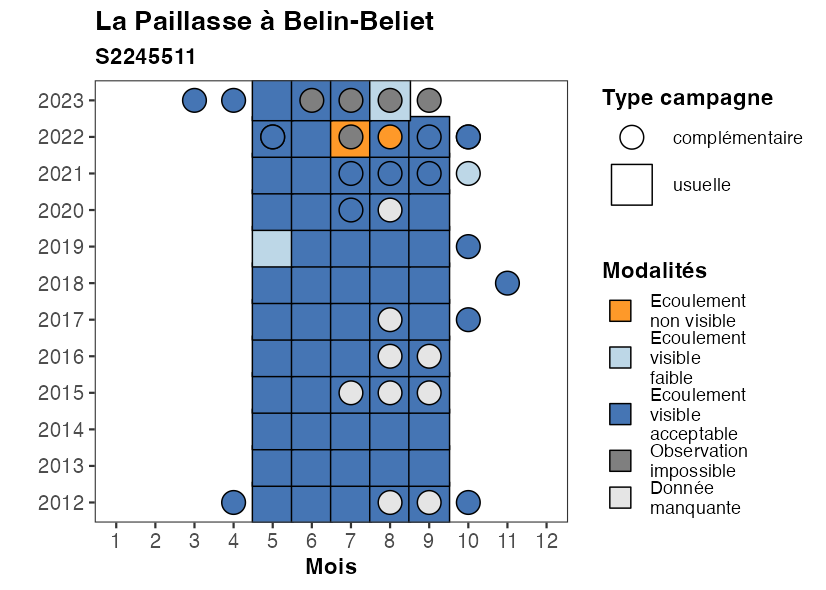 La Paillasse à Belin-Beliet
S2245511
2023
2022
2021
2020
2019
2018
2017
2016
2015
2014
2013
2012
1 2 3 4 5 6 7 8 9 10 11 12
Mois
Type campagne
complémentaire
usuelle
Modalités
Ecoulement
non visible
Ecoulement
visible
faible
Ecoulement
visible
acceptable
Observation
impossible
Donnée
manquante